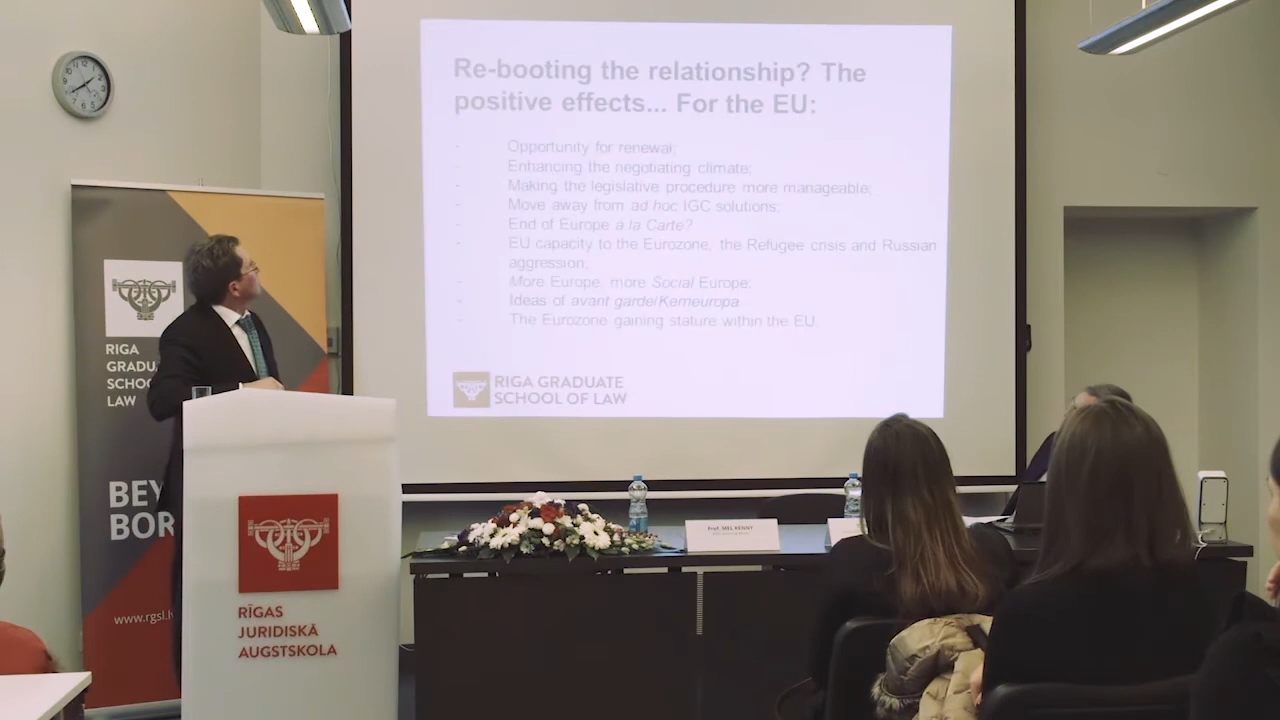 Re-booting the relationship? The
positive effects... For the EU:
- Opportunity for renewal;
- Enhancing the negotiating climate;
- Making the legislative procedure more manageable;
- Move away from ad hoc IGC solutions;
- End of Europe à la Carte?
- EU capacity to the Eurozone, the Refugee crisis and Russian
aggression;
- More Europe, more Social Europe.
- Ideas of avant garde/Kerneuropa
- The Eurozone gaining stature within the EU.
RIGA GRADUATE
SCHOOL OF LAW
RIGA
GRADU
SCHOO
LAW
BEY
BOR
www.rgsl.lv
RĪGAS
JURIDISKĀ
AUGSTSKOLA
Prof. MEL KENNY